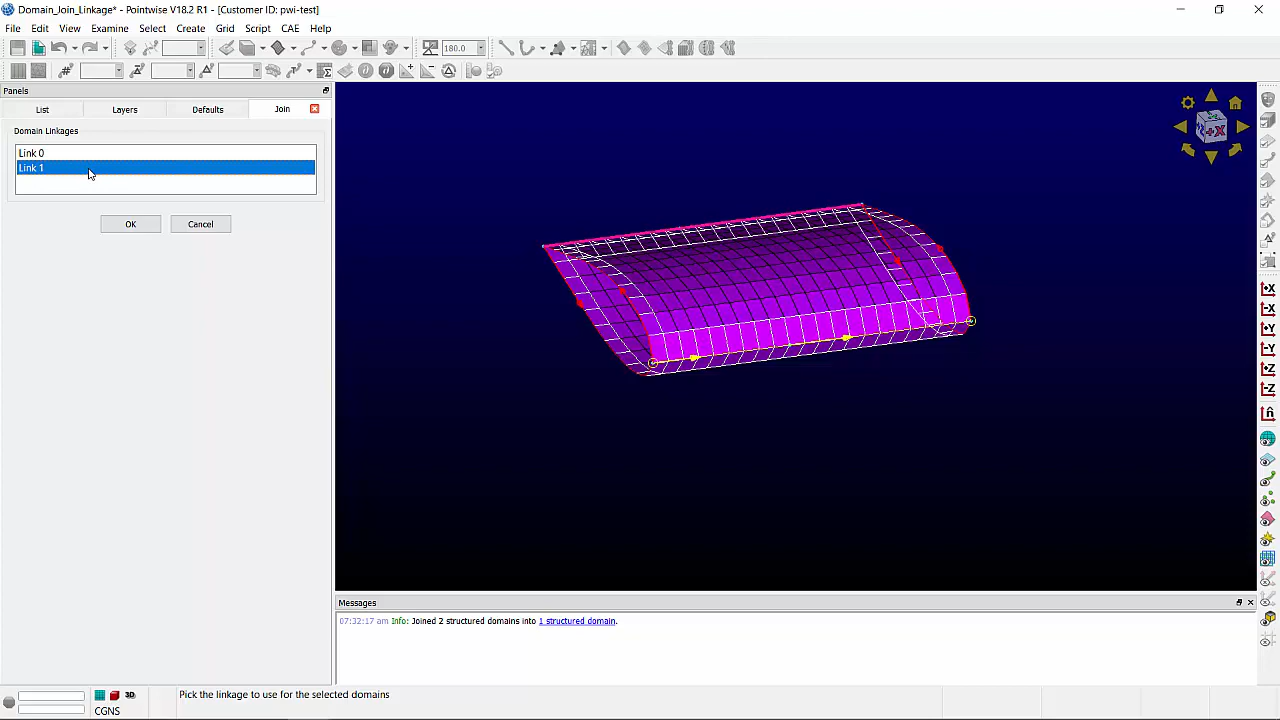 Domain_Join_Linkage* - Pointwise V18.2 R1 - [Customer ID: pwi-test]
File Edit View Examine Select Create Grid Script CAE Help
180.0
Panels
List Layers Defaults Join
Domain Linkages
Link 0
Link 1
OK Cancel
+X
+X
-X
+Y
-Y
+Z
-Z
n̂
Messages
07:32:17 am Info: Joined 2 structured domains into 1 structured domain.
3D Pick the linkage to use for the selected domains
CGNS